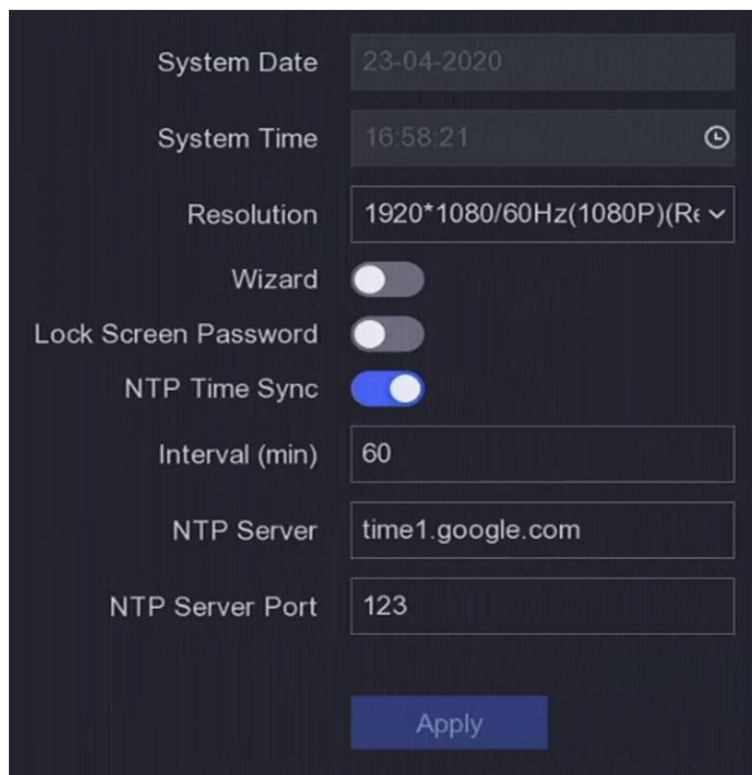 System Date 23-04-2020
System Time 16:58:21
Resolution 1920*1080/60Hz(1080P)(Re
Wizard
Lock Screen Password
NTP Time Sync
Interval (min) 60
NTP Server time1.google.com
NTP Server Port 123
Apply